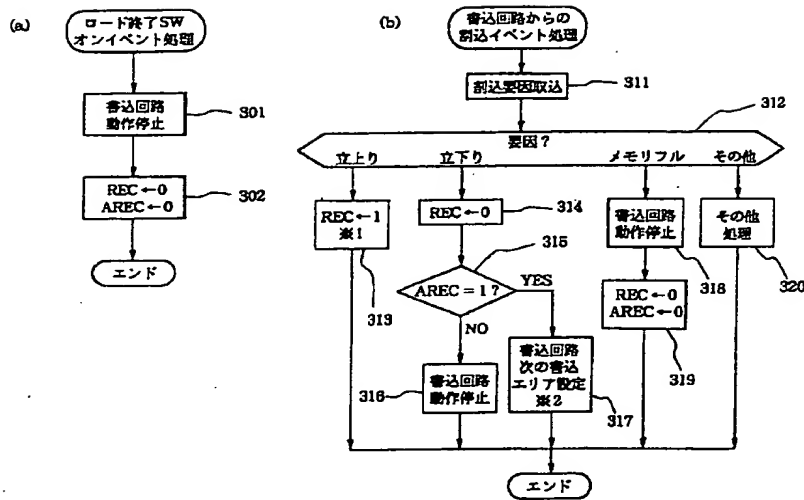 (a)
ロード終了SW
オンイベント処理
書込回路
動作停止
301
REC←0
AREC←0
302
エンド
(b)
書込回路からの
割込イベント処理
割込要因取込
311
312
要因?
立上り
立下り
メモリフル
その他
REC←1
※1
313
REC←0
314
315
AREC=1?
YES
NO
書込回路
動作停止
316
書込回路
次の書込
エリア設定
※2
317
書込回路
動作停止
318
REC←0
AREC←0
319
その他
処理
320
エンド